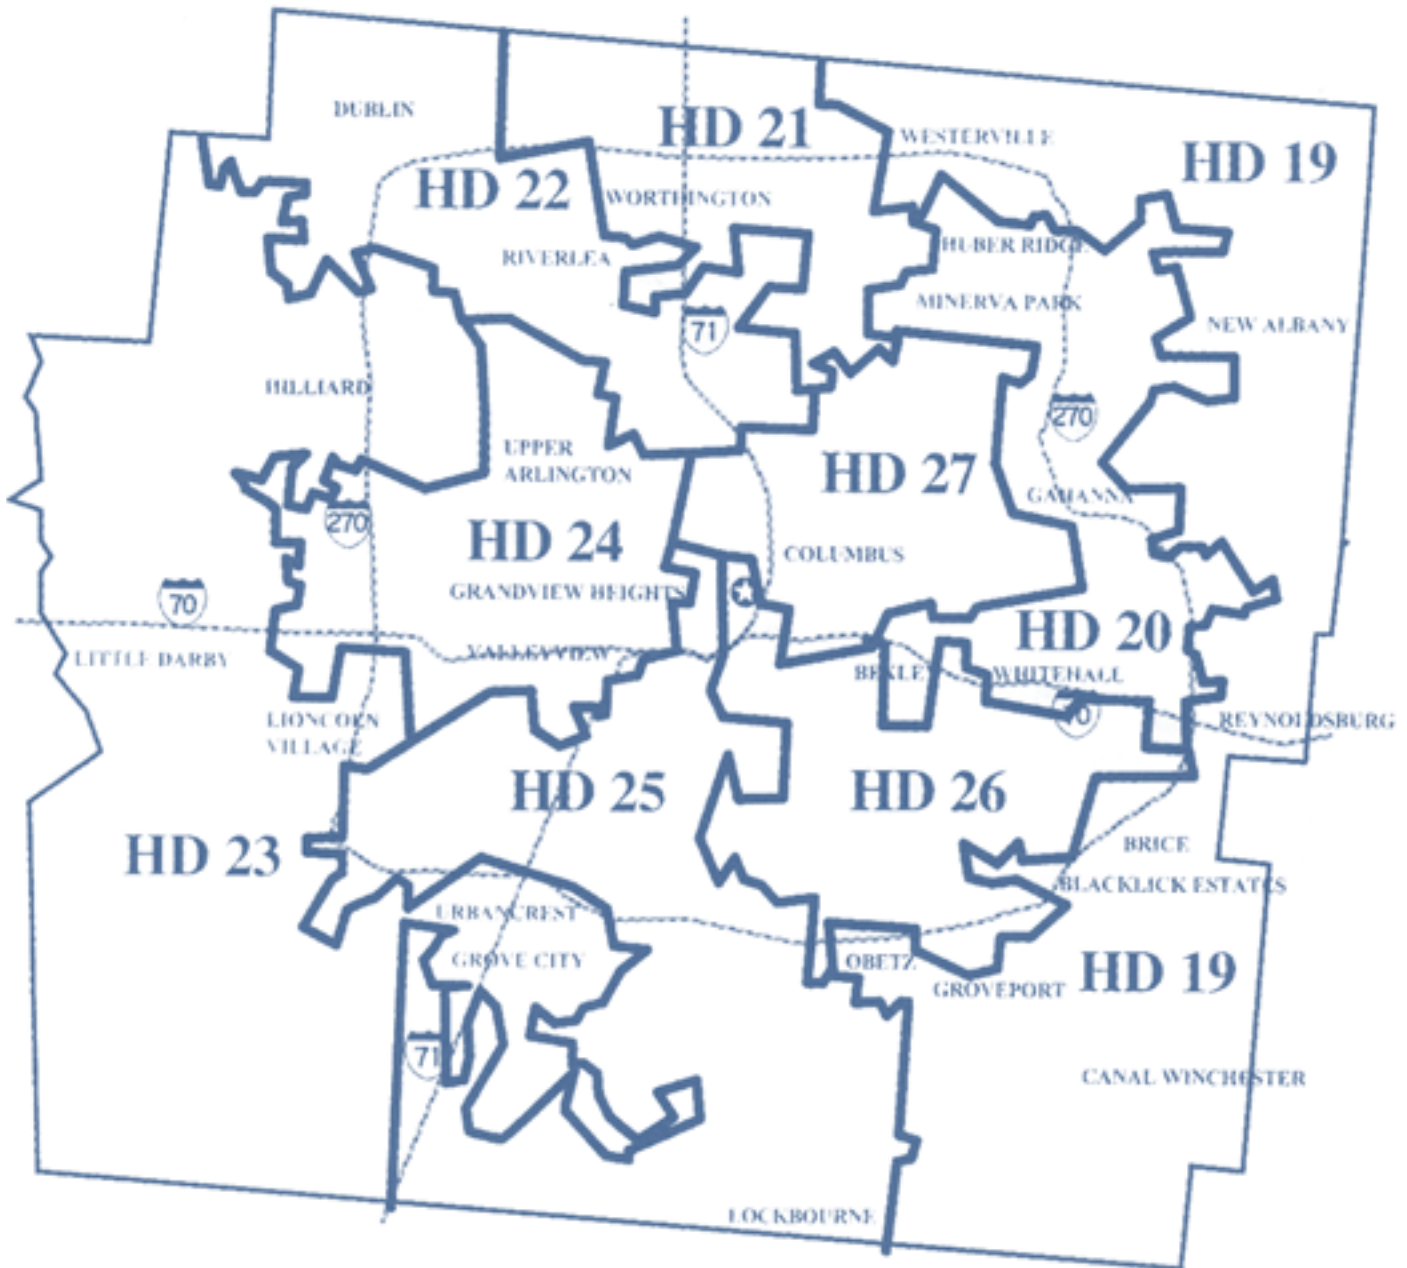 DUBLIN
HD 21
WESTERVILLE
HD 19
HD 22
WORTHINGTON
HUBER RIDGE
RIVERLEA
MINERVA PARK
71
NEW ALBANY
HILLIARD
270
UPPER
ARLINGTON
HD 27
GAHANNA
270
HD 24
COLUMBUS
70
GRANDVIEW HEIGHTS
HD 20
LITTLE DARBY
VALLEYVIEW
BEXLEY
WHITEHALL
LIONCOLN
VILLAGE
70
REYNOLDSBURG
HD 25
HD 26
HD 23
BRICE
BLACKLICK ESTATES
URBANCREST
GROVE CITY
OBETZ
GROVEPORT
HD 19
71
CANAL WINCHESTER
LOCKBOURNE